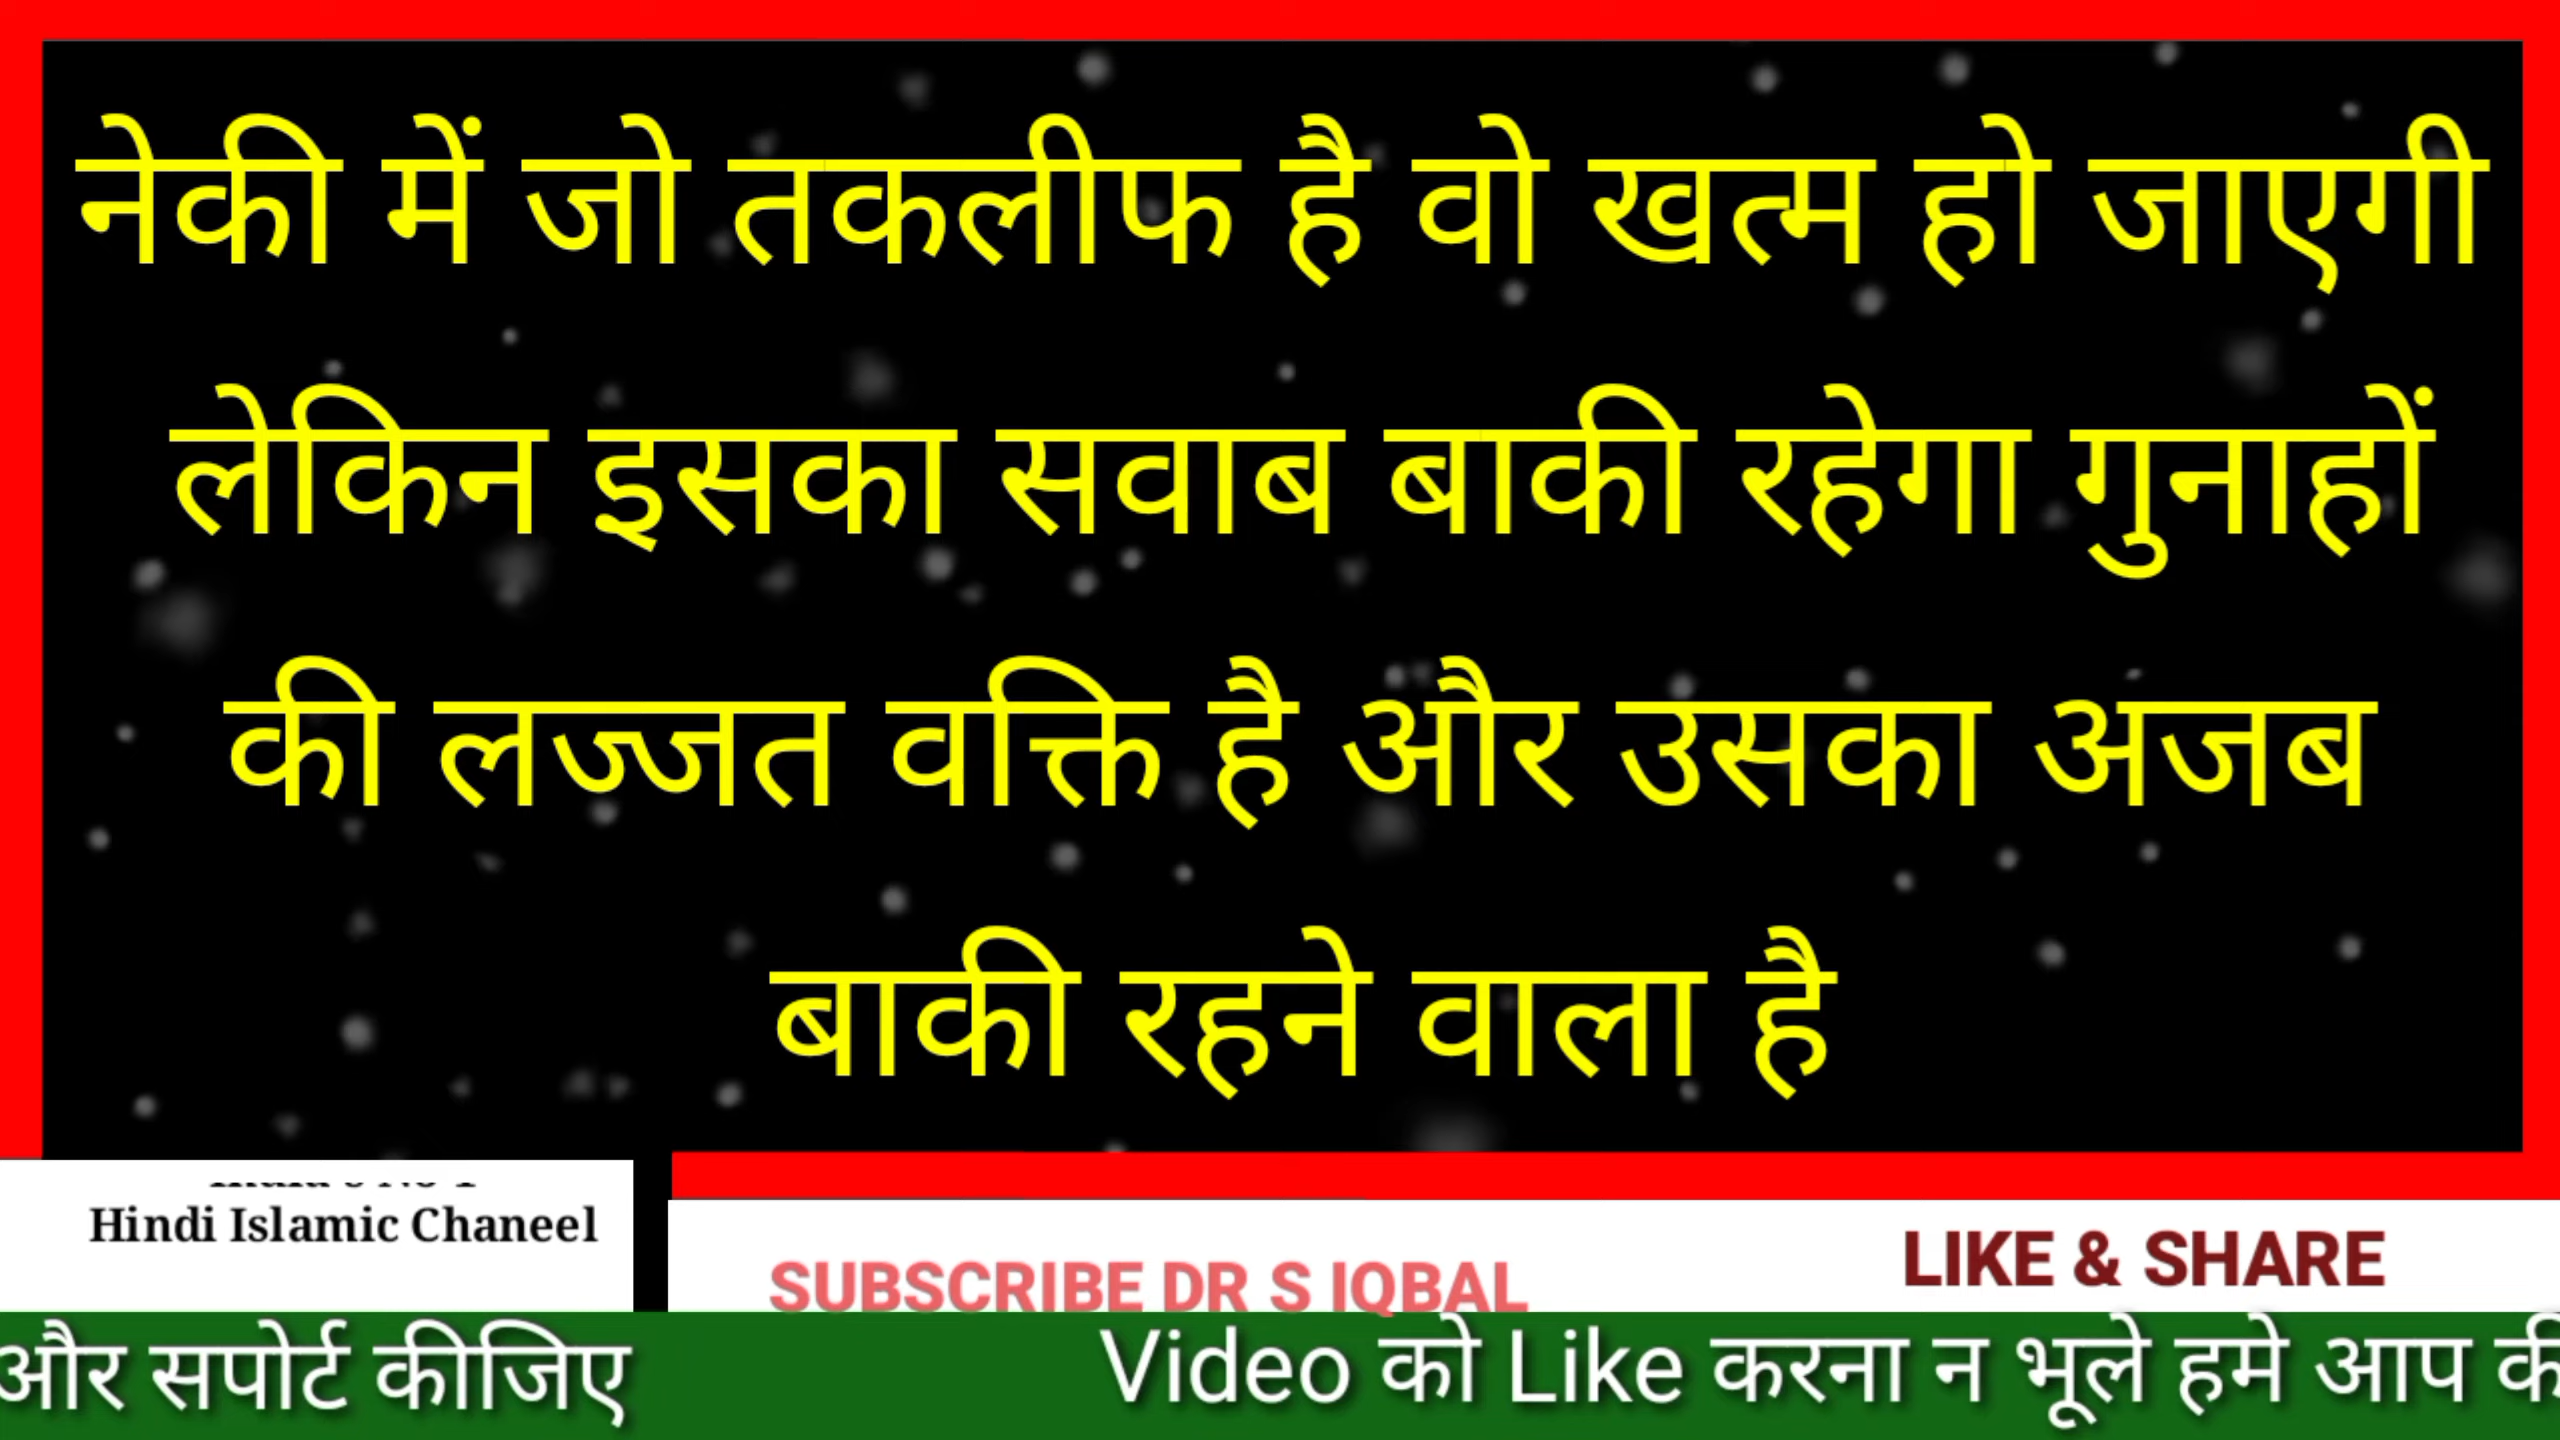 नेकी में जो तकलीफ है वो खत्म हो जाएगी
लेकिन इसका सवाब बाकी रहेगा गुनाहों
की लज्जत वक्ति है और उसका अजब
बाकी रहने वाला है
Hindi Islamic Chaneel
SUBSCRIBE DR S IQBAL
LIKE & SHARE
और सपोर्ट कीजिए
Video को Like करना न भूले हमे आप की